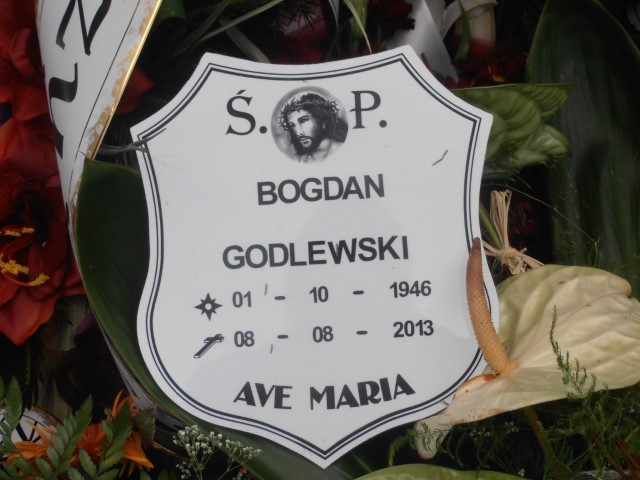 Ś. P.
BOGDAN
GODLEWSKI
01 - 10 - 1946
08 - 08 - 2013
AVE MARIA